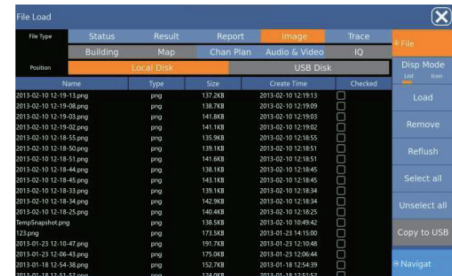 File Load
File Type Status Result Report Image Trace
Building Map Chan Plan Audio & Video IQ
Position Local Disk USB Disk
Name Type Size Create Time Checked
2013-02-10 12-19-13.png png 137.2KB 2013-02-10 12:19:13
2013-02-10 12-19-08.png png 138.7KB 2013-02-10 12:19:09
2013-02-10 12-19-03.png png 141.8KB 2013-02-10 12:19:03
2013-02-10 12-19-02.png png 141.1KB 2013-02-10 12:19:02
2013-02-10 12-18-55.png png 135.9KB 2013-02-10 12:18:55
2013-02-10 12-18-50.png png 139.1KB 2013-02-10 12:18:51
2013-02-10 12-18-51.png png 141.6KB 2013-02-10 12:18:51
2013-02-10 12-18-44.png png 138.1KB 2013-02-10 12:18:45
2013-02-10 12-18-45.png png 143.1KB 2013-02-10 12:18:45
2013-02-10 12-18-33.png png 139.1KB 2013-02-10 12:18:34
2013-02-10 12-18-34.png png 142.9KB 2013-02-10 12:18:34
2013-02-10 12-18-25.png png 140.4KB 2013-02-10 12:18:25
TempSnapshot.png png 138.5KB 2013-02-10 10:49:42
123.png png 173.5KB 2013-01-23 14:15:00
2013-01-23 12-10-47.png png 191.7KB 2013-01-23 12:10:48
2013-01-23 12-06-43.png png 175.0KB 2013-01-23 12:06:44
2013-01-18 12-54-38.png png 152.7KB 2013-01-18 12:54:39
File
Disp Mode
List Icon
Load
Remove
Reflush
Select all
Unselect all
Copy to USB
Navigat